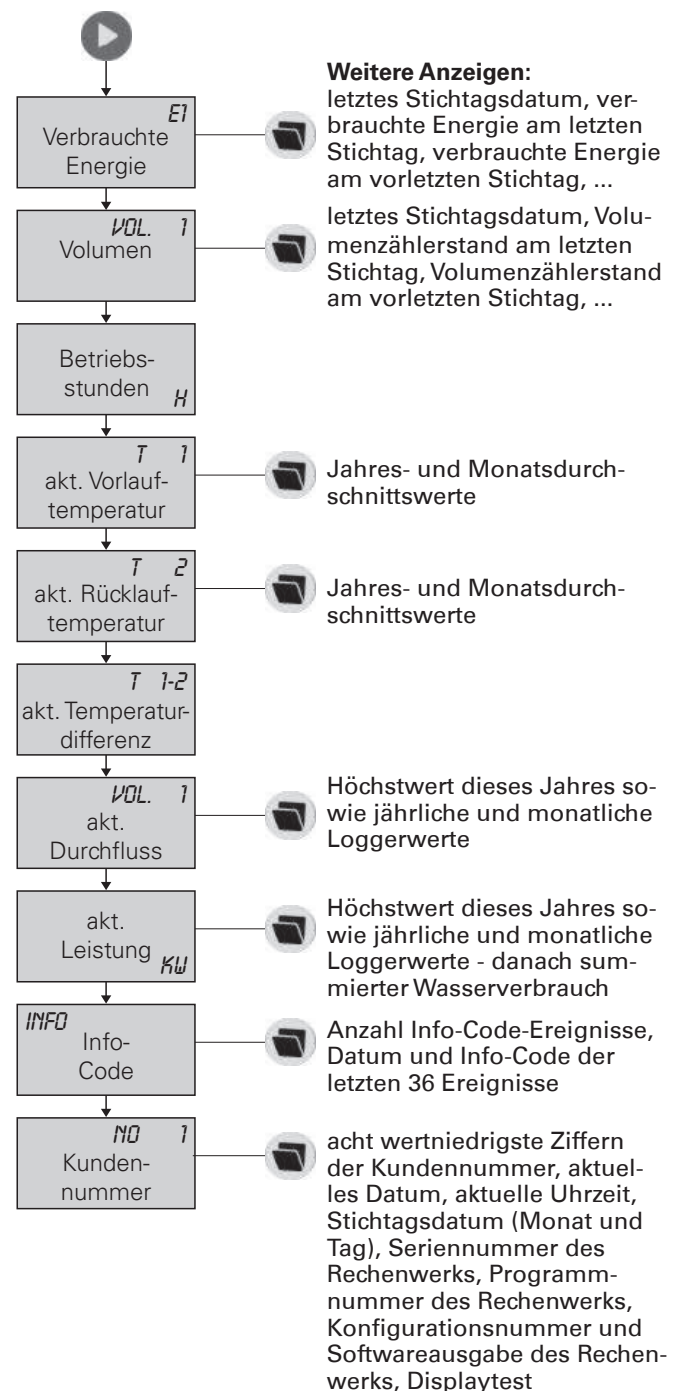 Weitere Anzeigen:
E1
Verbrauchte
Energie
letztes Stichtagsdatum, ver-
brauchte Energie am letzten
Stichtag, verbrauchte Energie
am vorletzten Stichtag, ...
VOL. 1
Volumen
letztes Stichtagsdatum, Volu-
menzählerstand am letzten
Stichtag, Volumenzählerstand
am vorletzten Stichtag, ...
Betriebs-
stunden
H
T 1
akt. Vorlauf-
temperatur
Jahres- und Monatsdurch-
schnittswerte
T 2
akt. Rücklauf-
temperatur
Jahres- und Monatsdurch-
schnittswerte
T 1-2
akt. Temperatur-
differenz
VOL. 1
akt.
Durchfluss
Höchstwert dieses Jahres so-
wie jährliche und monatliche
Loggerwerte
akt.
Leistung
KW
Höchstwert dieses Jahres so-
wie jährliche und monatliche
Loggerwerte - danach sum-
mierter Wasserverbrauch
INFO
Info-
Code
Anzahl Info-Code-Ereignisse,
Datum und Info-Code der
letzten 36 Ereignisse
NO 1
Kunden-
nummer
acht wertniedrigste Ziffern
der Kundennummer, aktuel-
les Datum, aktuelle Uhrzeit,
Stichtagsdatum (Monat und
Tag), Seriennummer des
Rechenwerks, Programm-
nummer des Rechenwerks,
Konfigurationsnummer und
Softwareausgabe des Rechen-
werks, Displaytest